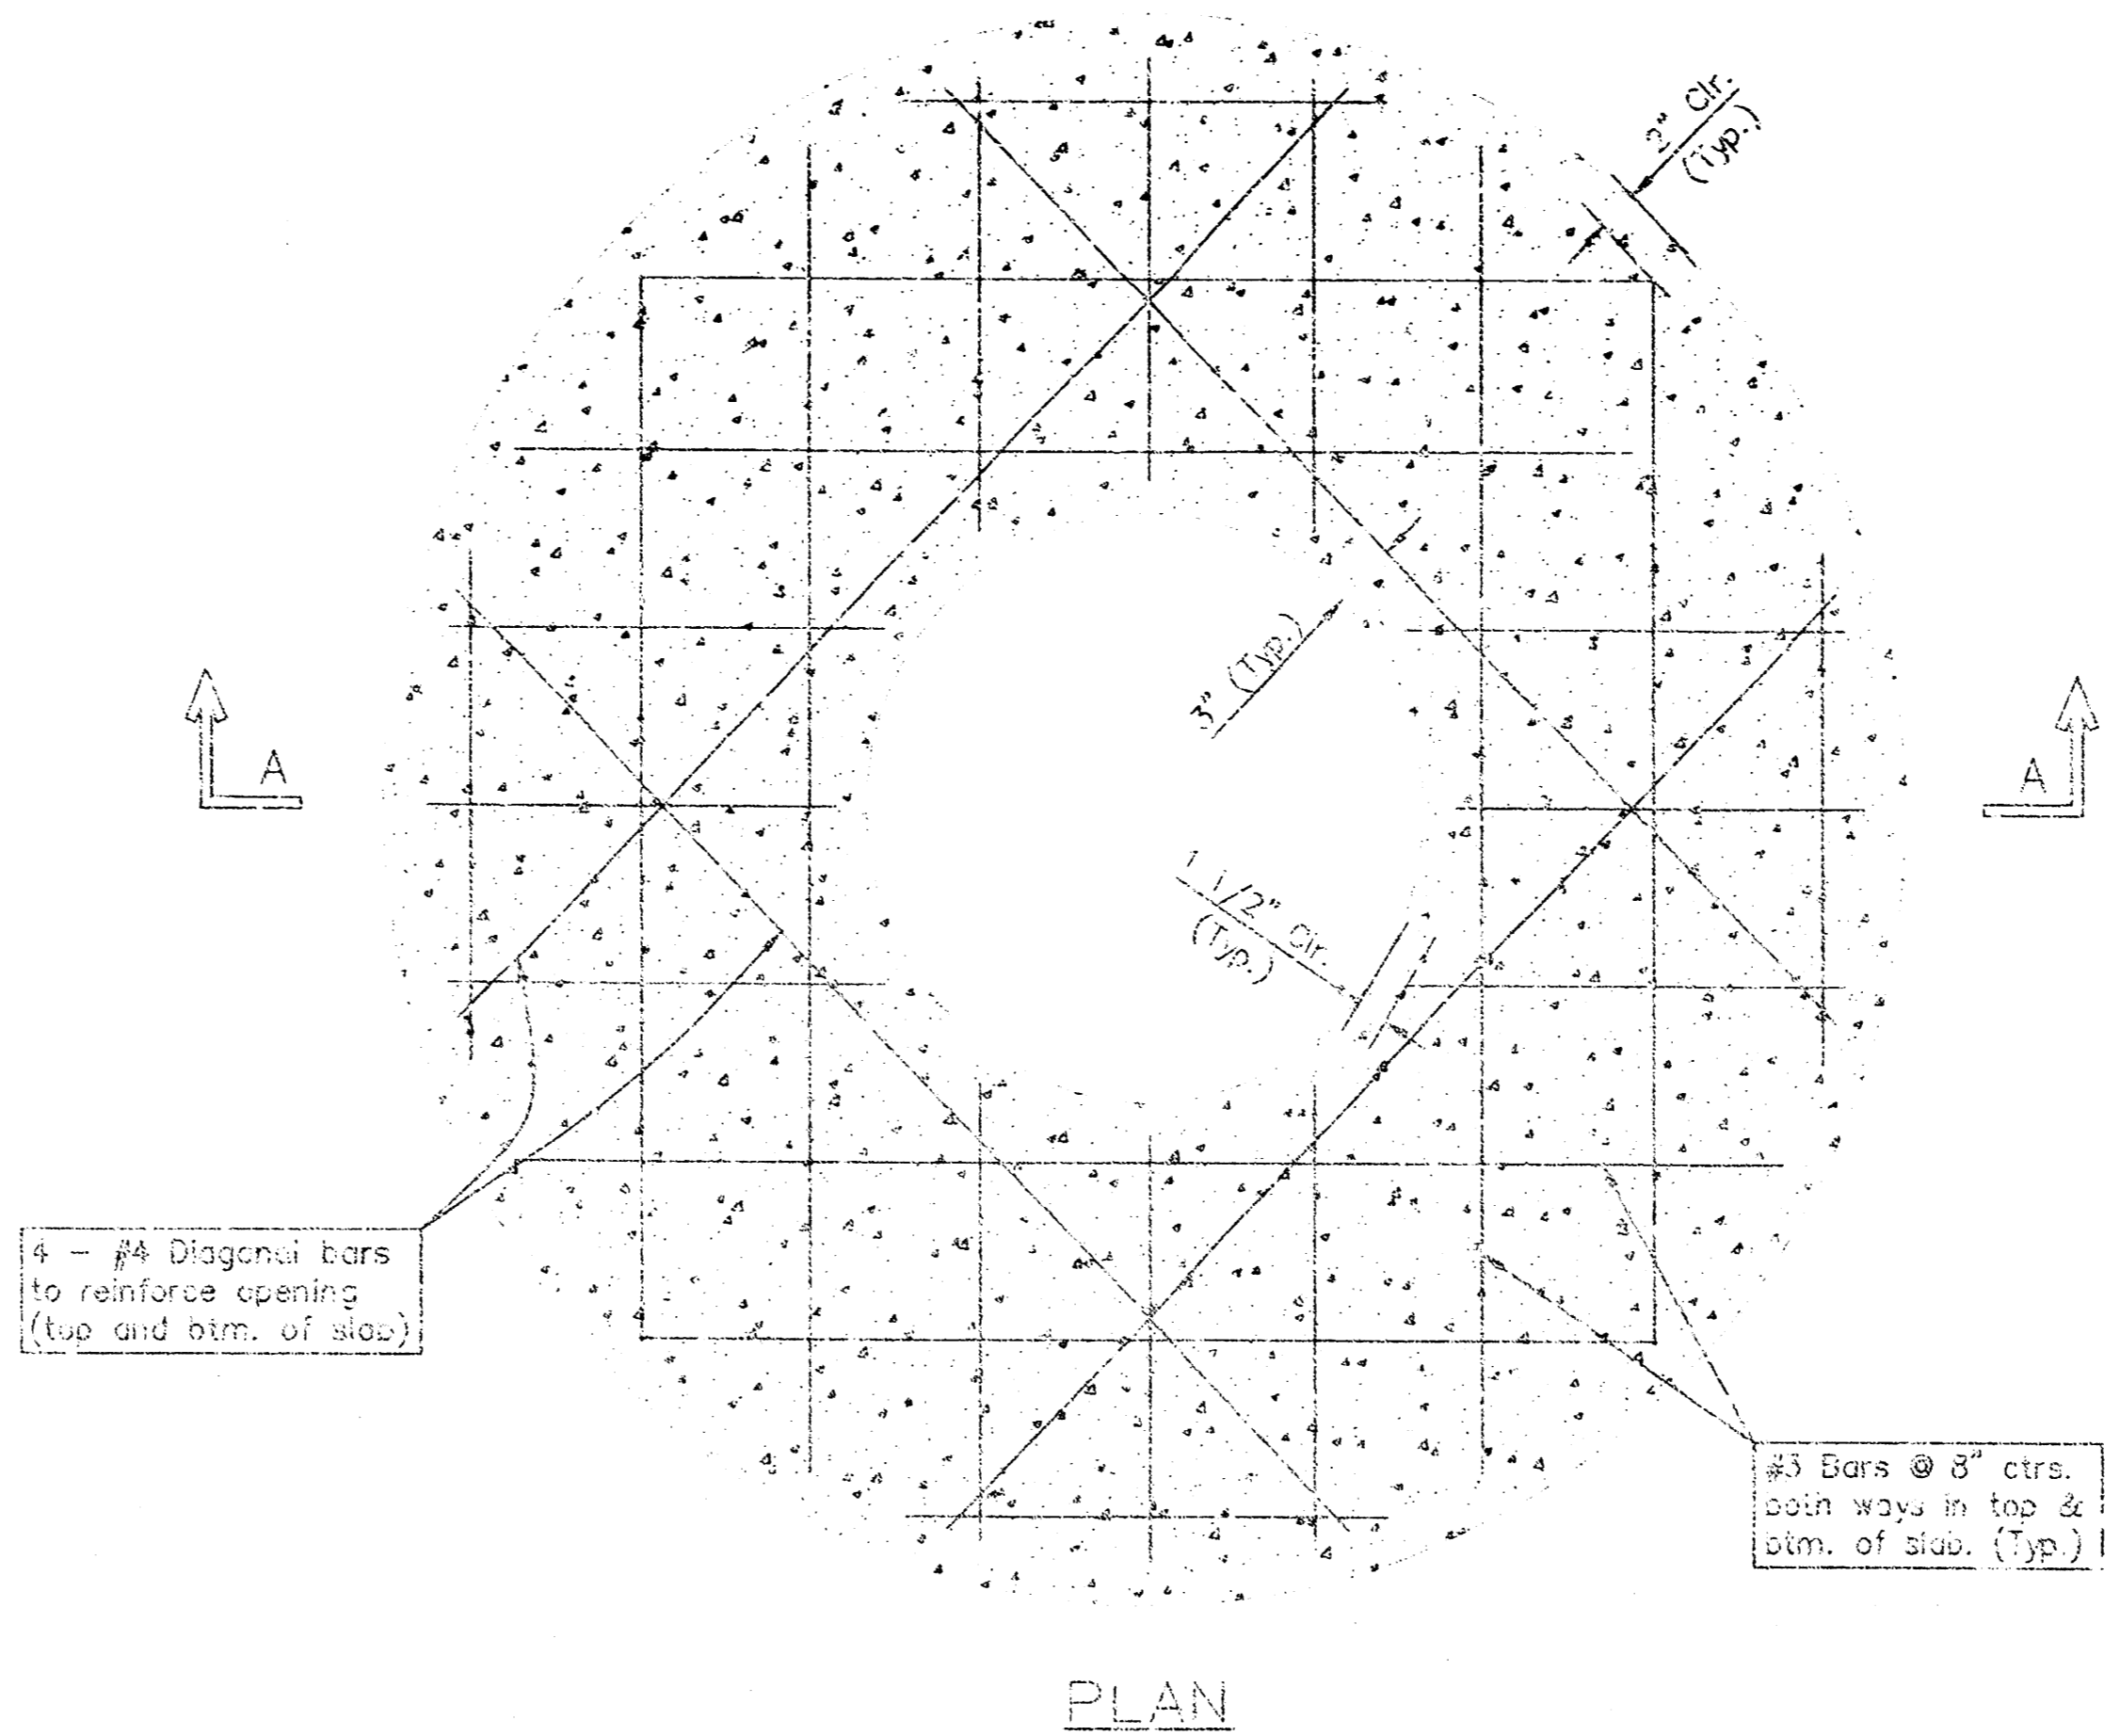 2" Clr.
(Typ.)
3" (Typ.)
A
A
1 1/2" Clr.
(Typ.)
4 - #4 Diagonal bars
to reinforce opening
(top and btm. of slab)
#3 Bars @ 8" ctrs.
both ways in top &
btm. of slab. (Typ.)
PLAN